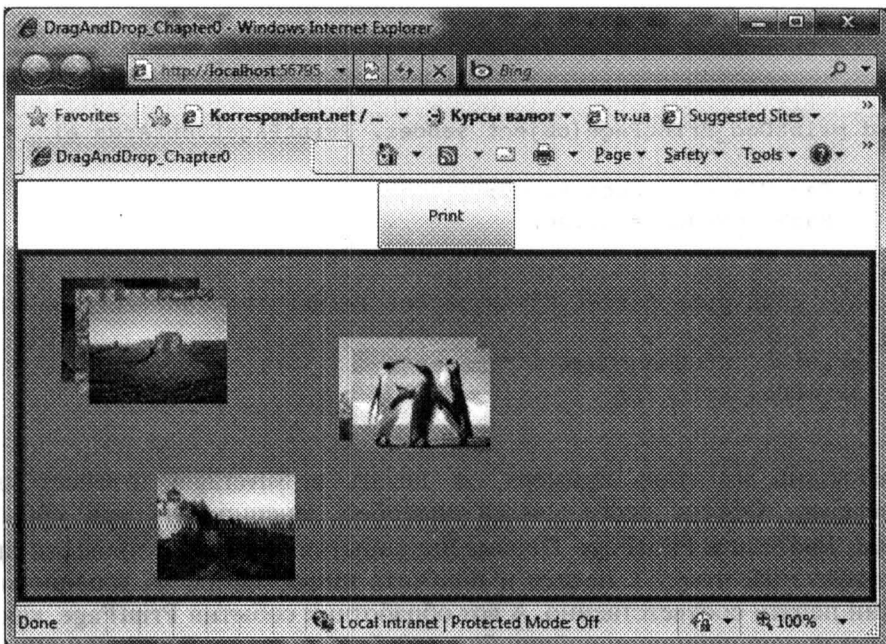 DragAndDrop_Chapter0 - Windows Internet Explorer
http://localhost:56795 Bing
Favorites Korrespondent.net / ... Курсы валют tv.ua Suggested Sites »
DragAndDrop_Chapter0 Page Safety Tools »
Print
Done Local intranet | Protected Mode: Off 100%